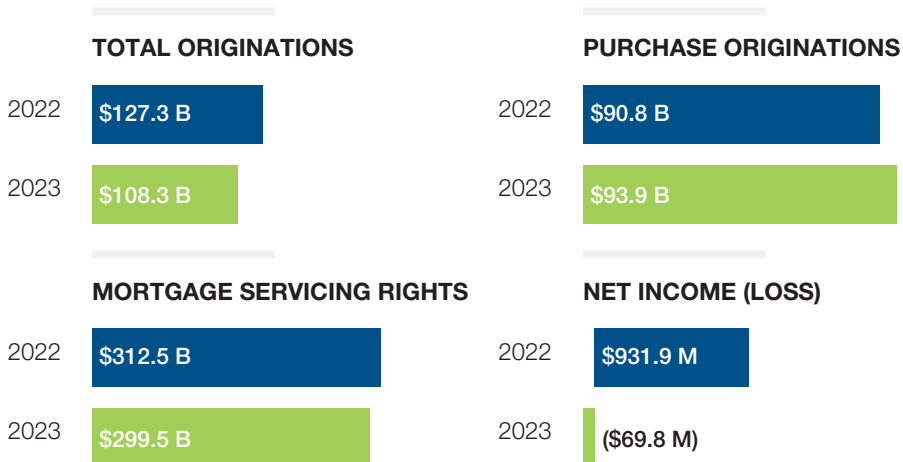 TOTAL ORIGINATIONS
2022 $127.3 B
2023 $108.3 B
PURCHASE ORIGINATIONS
2022 $90.8 B
2023 $93.9 B
MORTGAGE SERVICING RIGHTS
2022 $312.5 B
2023 $299.5 B
NET INCOME (LOSS)
2022 $931.9 M
2023 ($69.8 M)